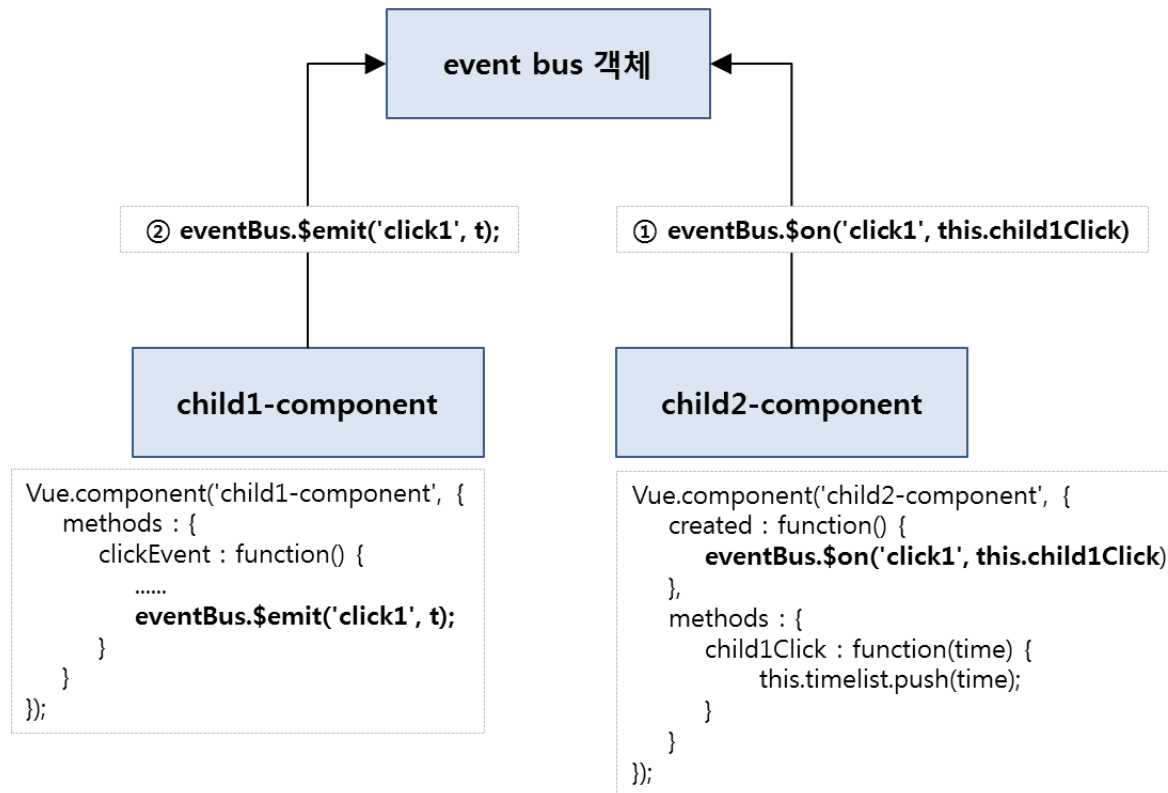 event bus 객체
② eventBus.$emit('click1', t);
① eventBus.$on('click1', this.child1Click)
child1-component
child2-component
Vue.component('child1-component', {
methods : {
clickEvent : function() {
......
eventBus.$emit('click1', t);
}
}
});
Vue.component('child2-component', {
created : function() {
eventBus.$on('click1', this.child1Click)
},
methods : {
child1Click : function(time) {
this.timelist.push(time);
}
}
});